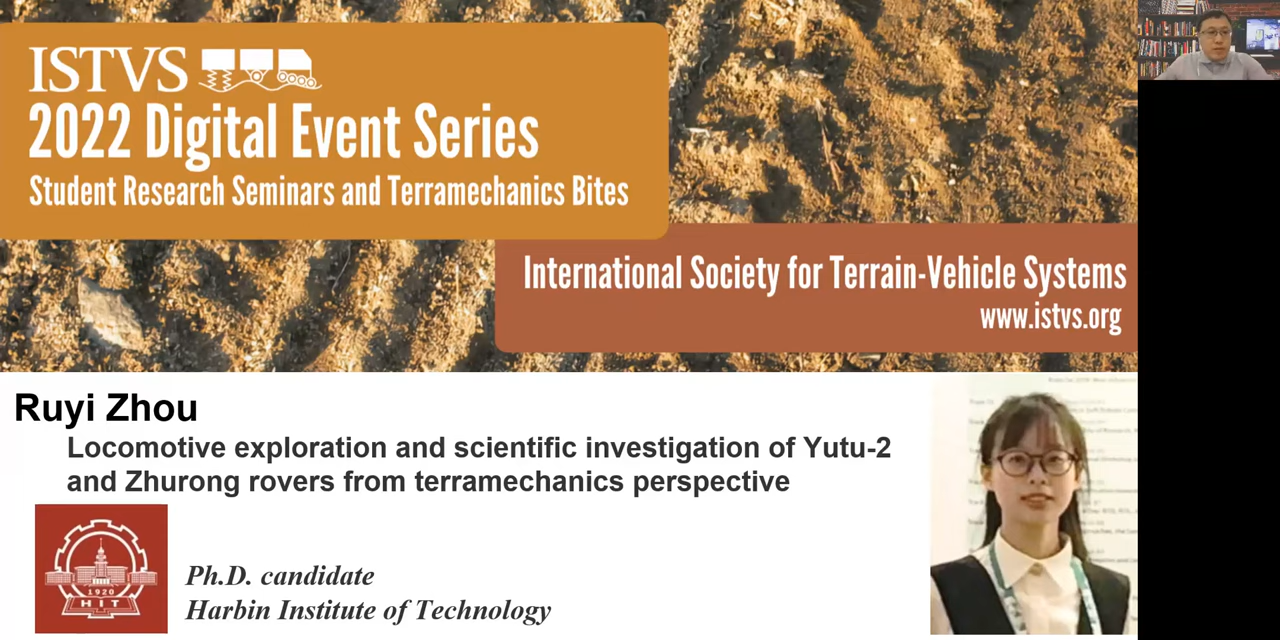 ISTVS
2022 Digital Event Series
Student Research Seminars and Terramechanics Bites
International Society for Terrain-Vehicle Systems
www.istvs.org
Ruyi Zhou
Locomotive exploration and scientific investigation of Yutu-2
and Zhurong rovers from terramechanics perspective
1920
HIT
Ph.D. candidate
Harbin Institute of Technology